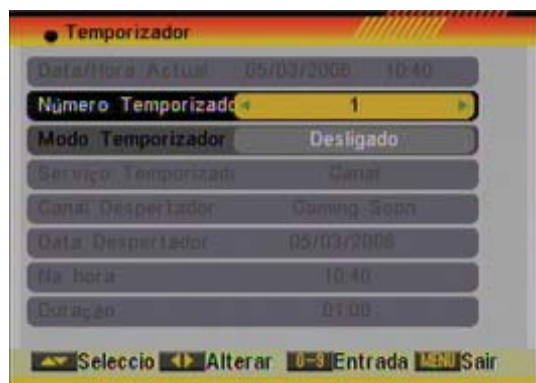 Temporizador
Data/Hora Actual 05/03/2006 10:40
Número Temporizado 1
Modo Temporizador Desligado
Serviço Temporizad Canal
Canal Despertador Coming Soon
Data Despertador 05/03/2006
Na hora 10:40
Duração 01:00
Seleccio Alterar 0-9 Entrada MENU Sair